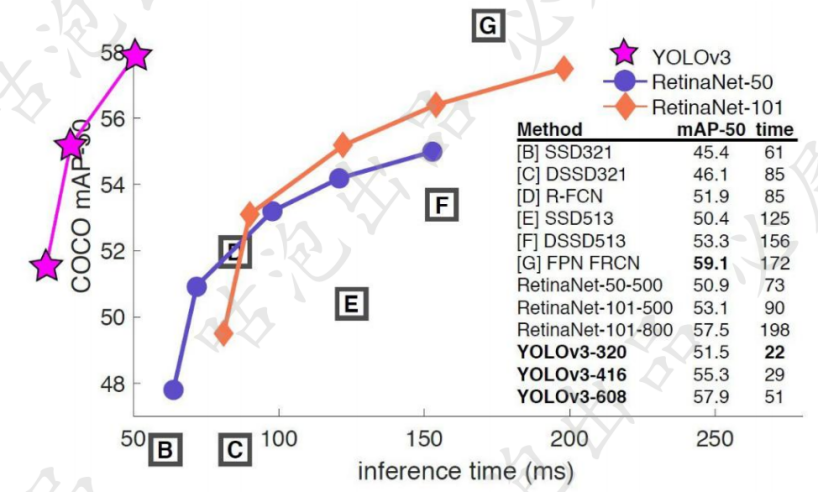 G
58
YOLOv3
RetinaNet-50
RetinaNet-101
56
Method mAP-50 time
[B] SSD321 45.4 61
[C] DSSD321 46.1 85
[D] R-FCN 51.9 85
[E] SSD513 50.4 125
[F] DSSD513 53.3 156
[G] FPN FRCN 59.1 172
RetinaNet-50-500 50.9 73
RetinaNet-101-500 53.1 90
RetinaNet-101-800 57.5 198
YOLOv3-320 51.5 22
YOLOv3-416 55.3 29
YOLOv3-608 57.9 51
54
F
COCO mAP-50
52
D
E
50
48
50 100 150 200 250
B C
inference time (ms)
咕泡出品